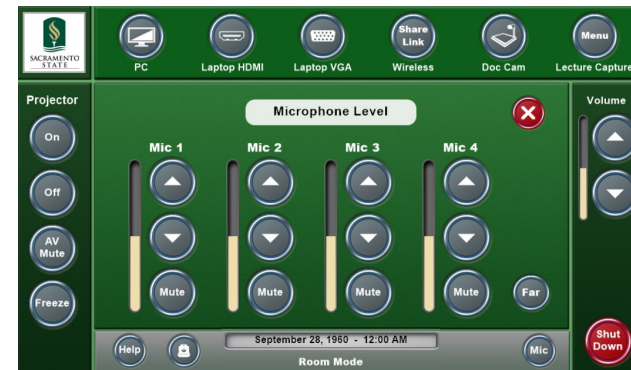 SACRAMENTO
STATE
PC
Laptop HDMI
Laptop VGA
Share
Link
Wireless
Doc Cam
Menu
Lecture Capture
Projector
On
Off
AV
Mute
Freeze
Microphone Level
Mic 1
Mic 2
Mic 3
Mic 4
Mute
Mute
Mute
Mute
Far
Volume
Shut
Down
Help
September 28, 1960 - 12:00 AM
Room Mode
Mic